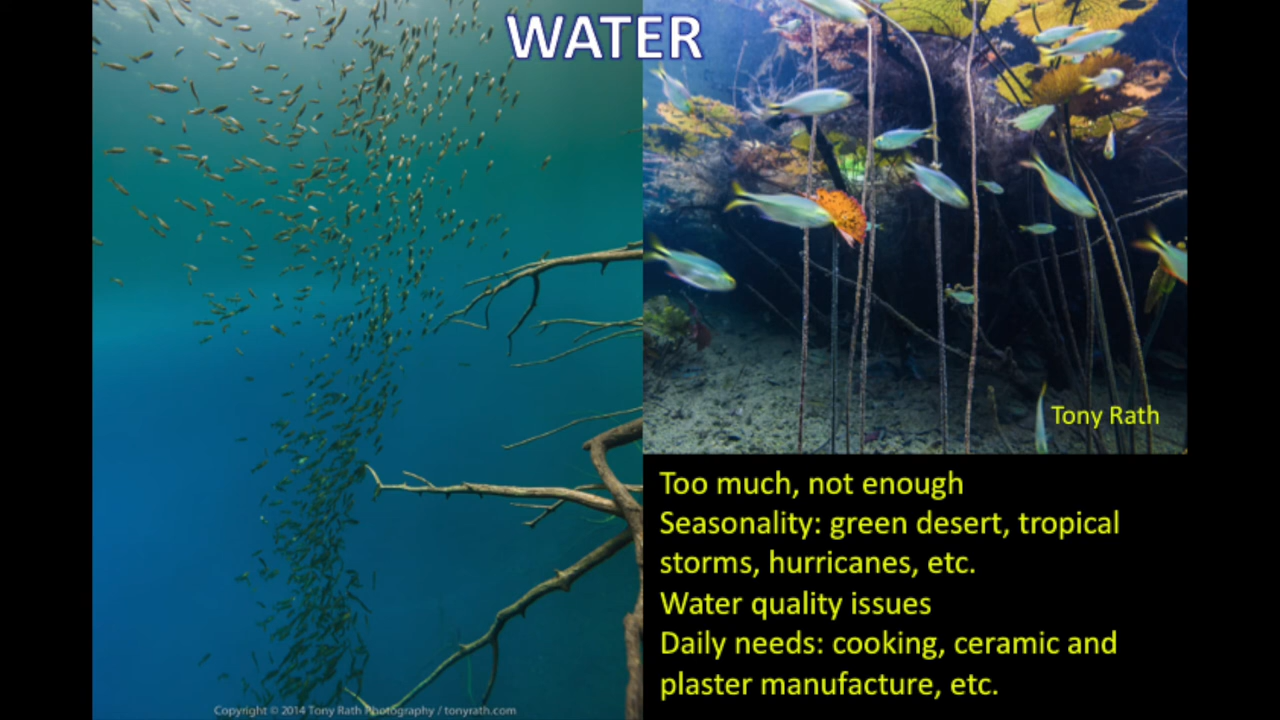 WATER
Tony Rath
Too much, not enough
Seasonality: green desert, tropical
storms, hurricanes, etc.
Water quality issues
Daily needs: cooking, ceramic and
plaster manufacture, etc.
Copyright © 2014 Tony Rath Photography / tonyrath.com